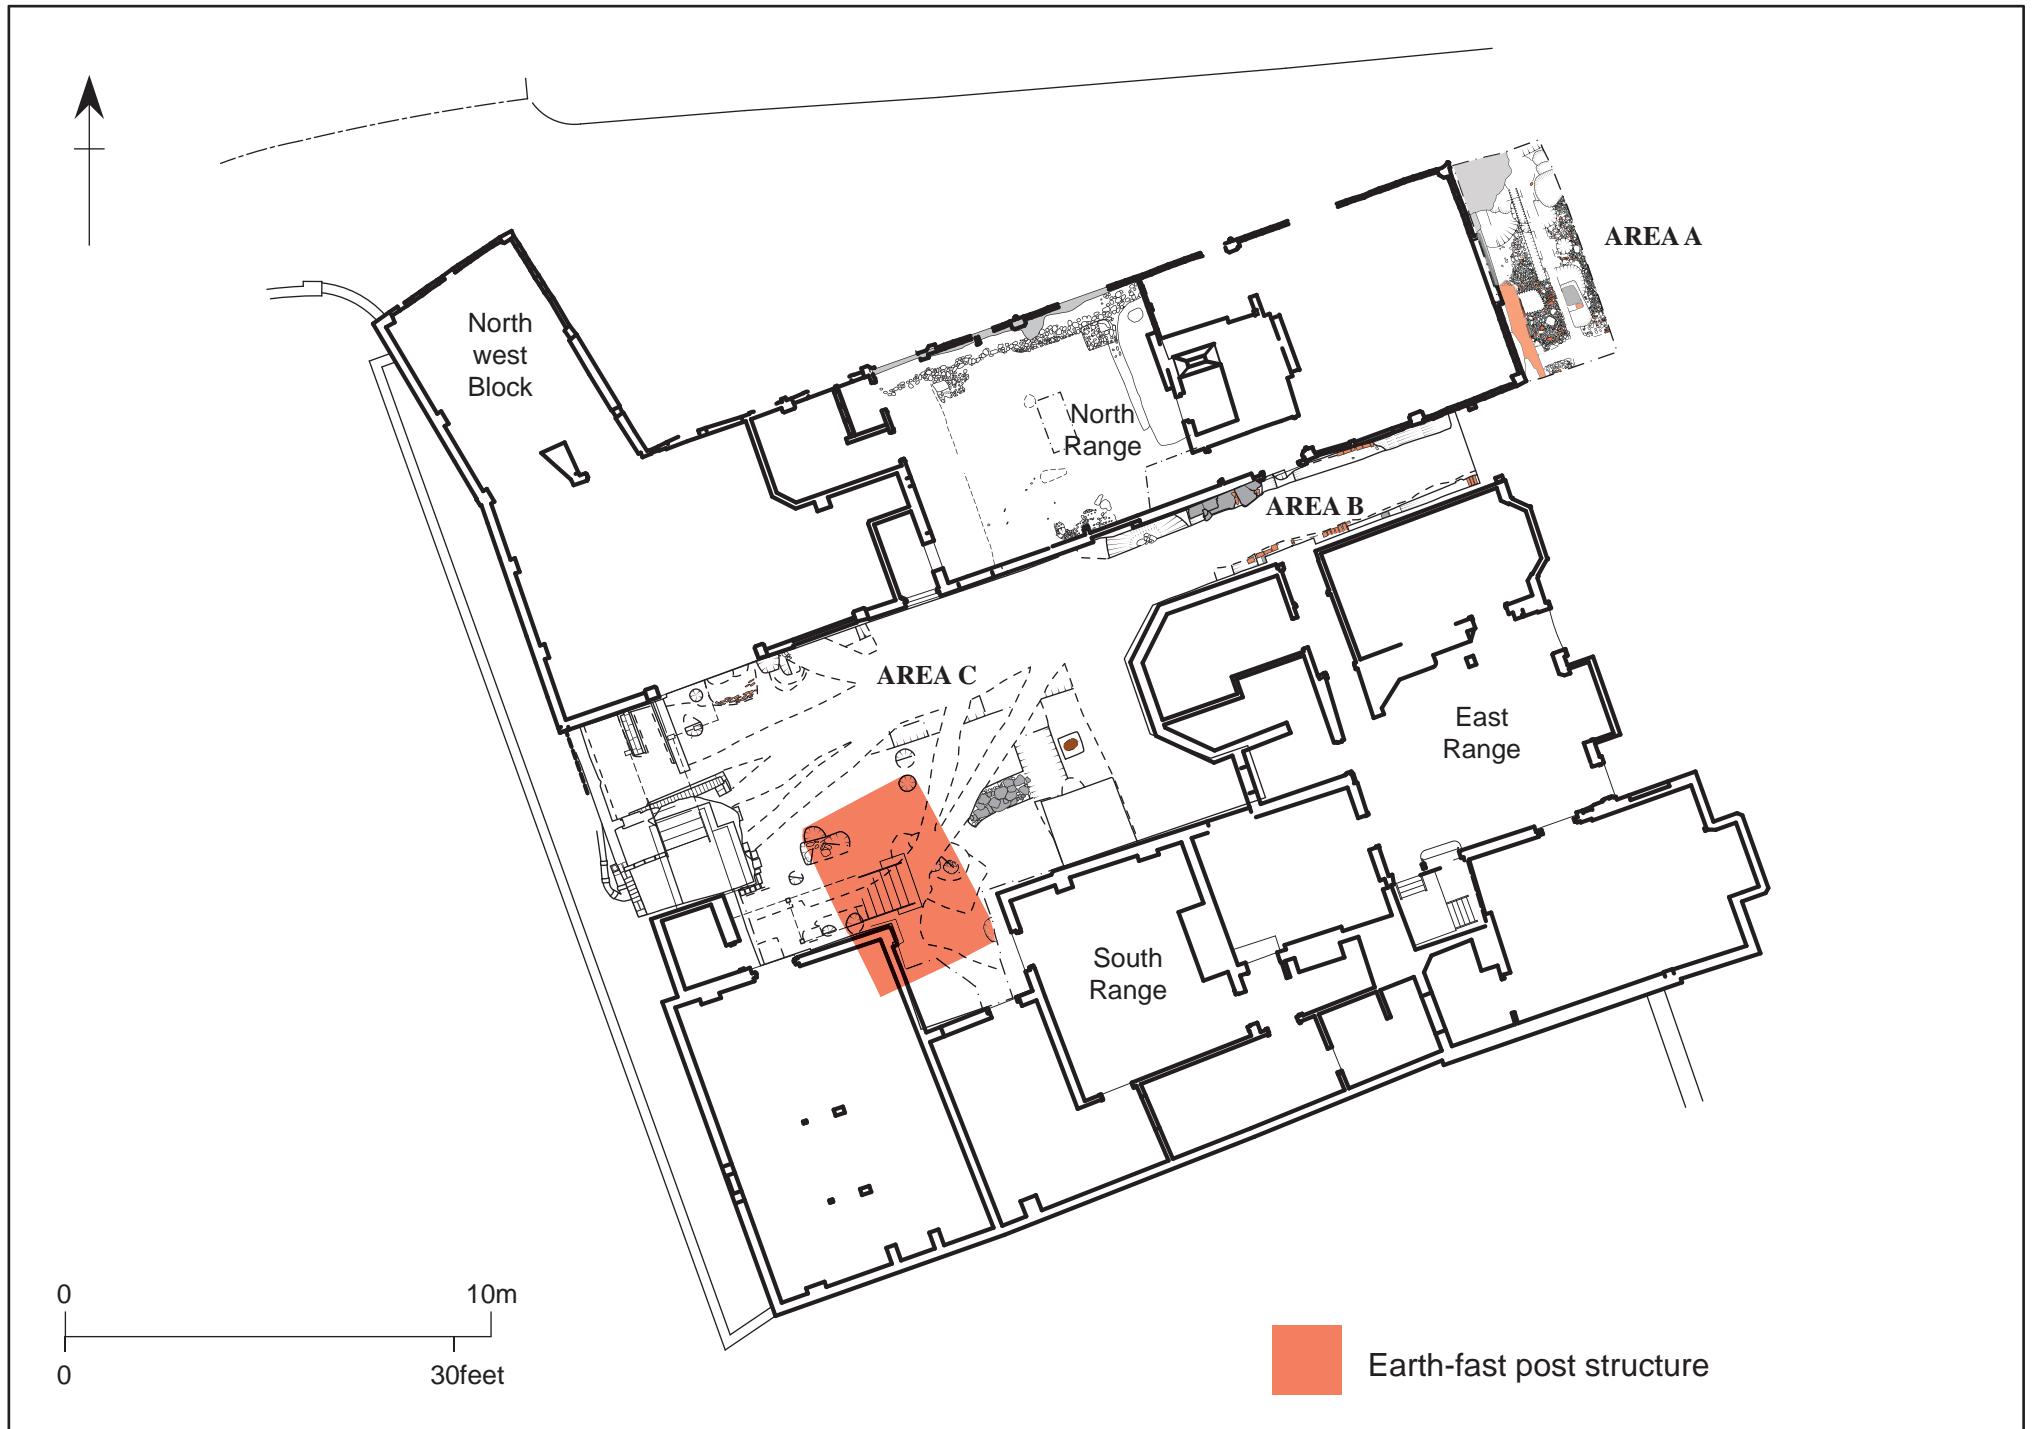 AREA A
North
west
Block
North
Range
AREA B
AREA C
East
Range
South
Range
0
10m
0
30feet
Earth-fast post structure